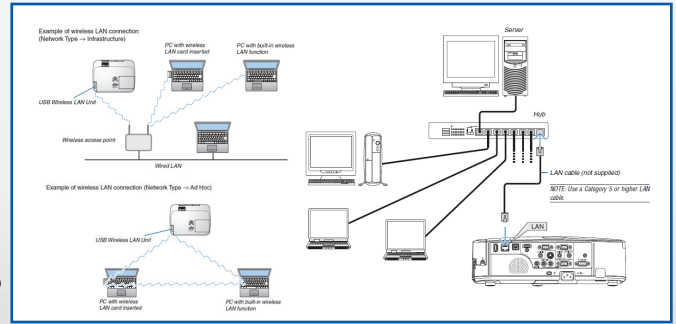 Example of wireless LAN connection
(Network Type → Infrastructure)
PC with wireless
LAN card inserted
PC with built-in wireless
LAN function
USB Wireless LAN Unit
Wireless access point
Wired LAN
Example of wireless LAN connection (Network Type → Ad Hoc)
USB Wireless LAN Unit
PC with wireless
LAN card inserted
PC with built-in wireless
LAN function
Server
Hub
LAN cable (not supplied)
NOTE: Use a Category 5 or higher LAN
cable.
LAN